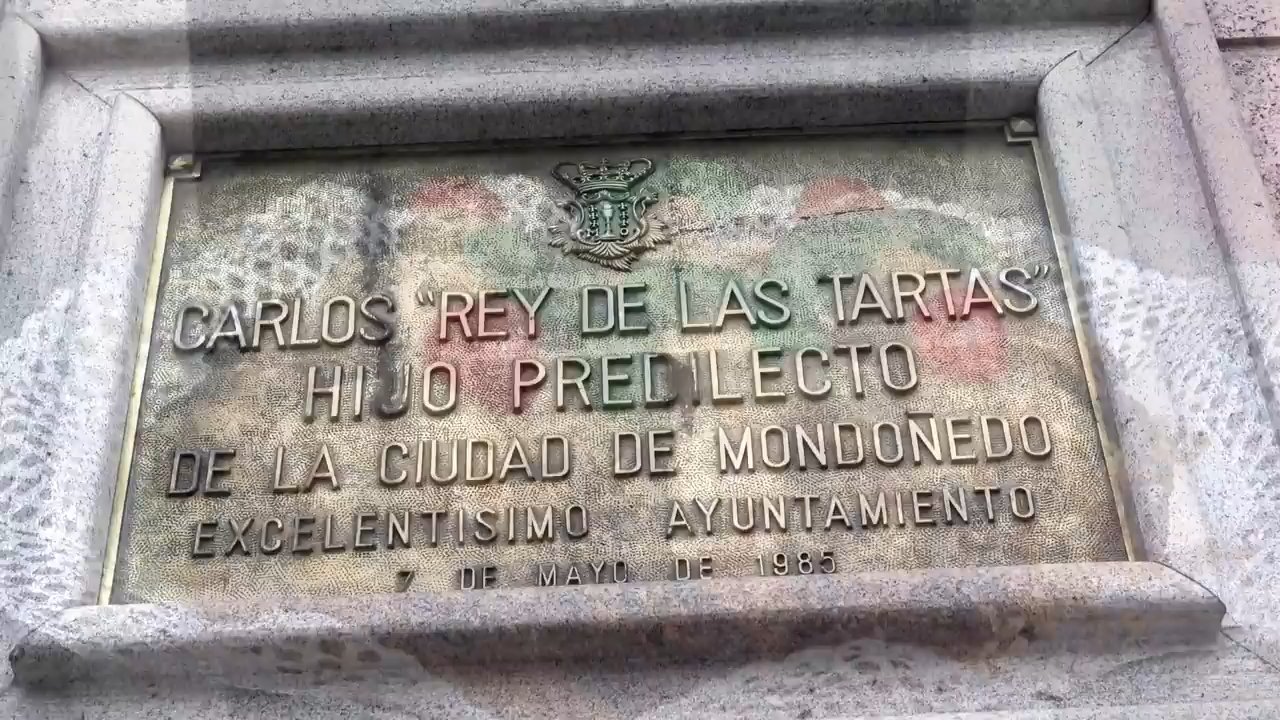 CARLOS "REY DE LAS TARTAS"
HIJO PREDILECTO
DE LA CIUDAD DE MONDOÑEDO
EXCELENTISIMO AYUNTAMIENTO
7 DE MAYO DE 1985